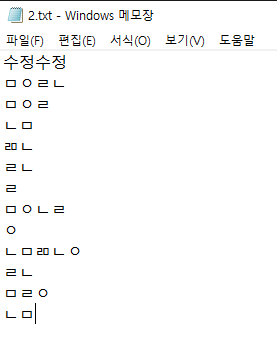 2.txt - Windows 메모장
파일(F) 편집(E) 서식(O) 보기(V) 도움말
수정수정
ㅁㅇㄹㄴ
ㅁㅇㄹ
ㄴㅁ
ㄻㄴ
ㄹㄴ
ㄹ
ㅁㅇㄴㄹ
ㅇ
ㄴㅁㄻㄴㅇ
ㄹㄴ
ㅁㄹㅇ
ㄴㅁ